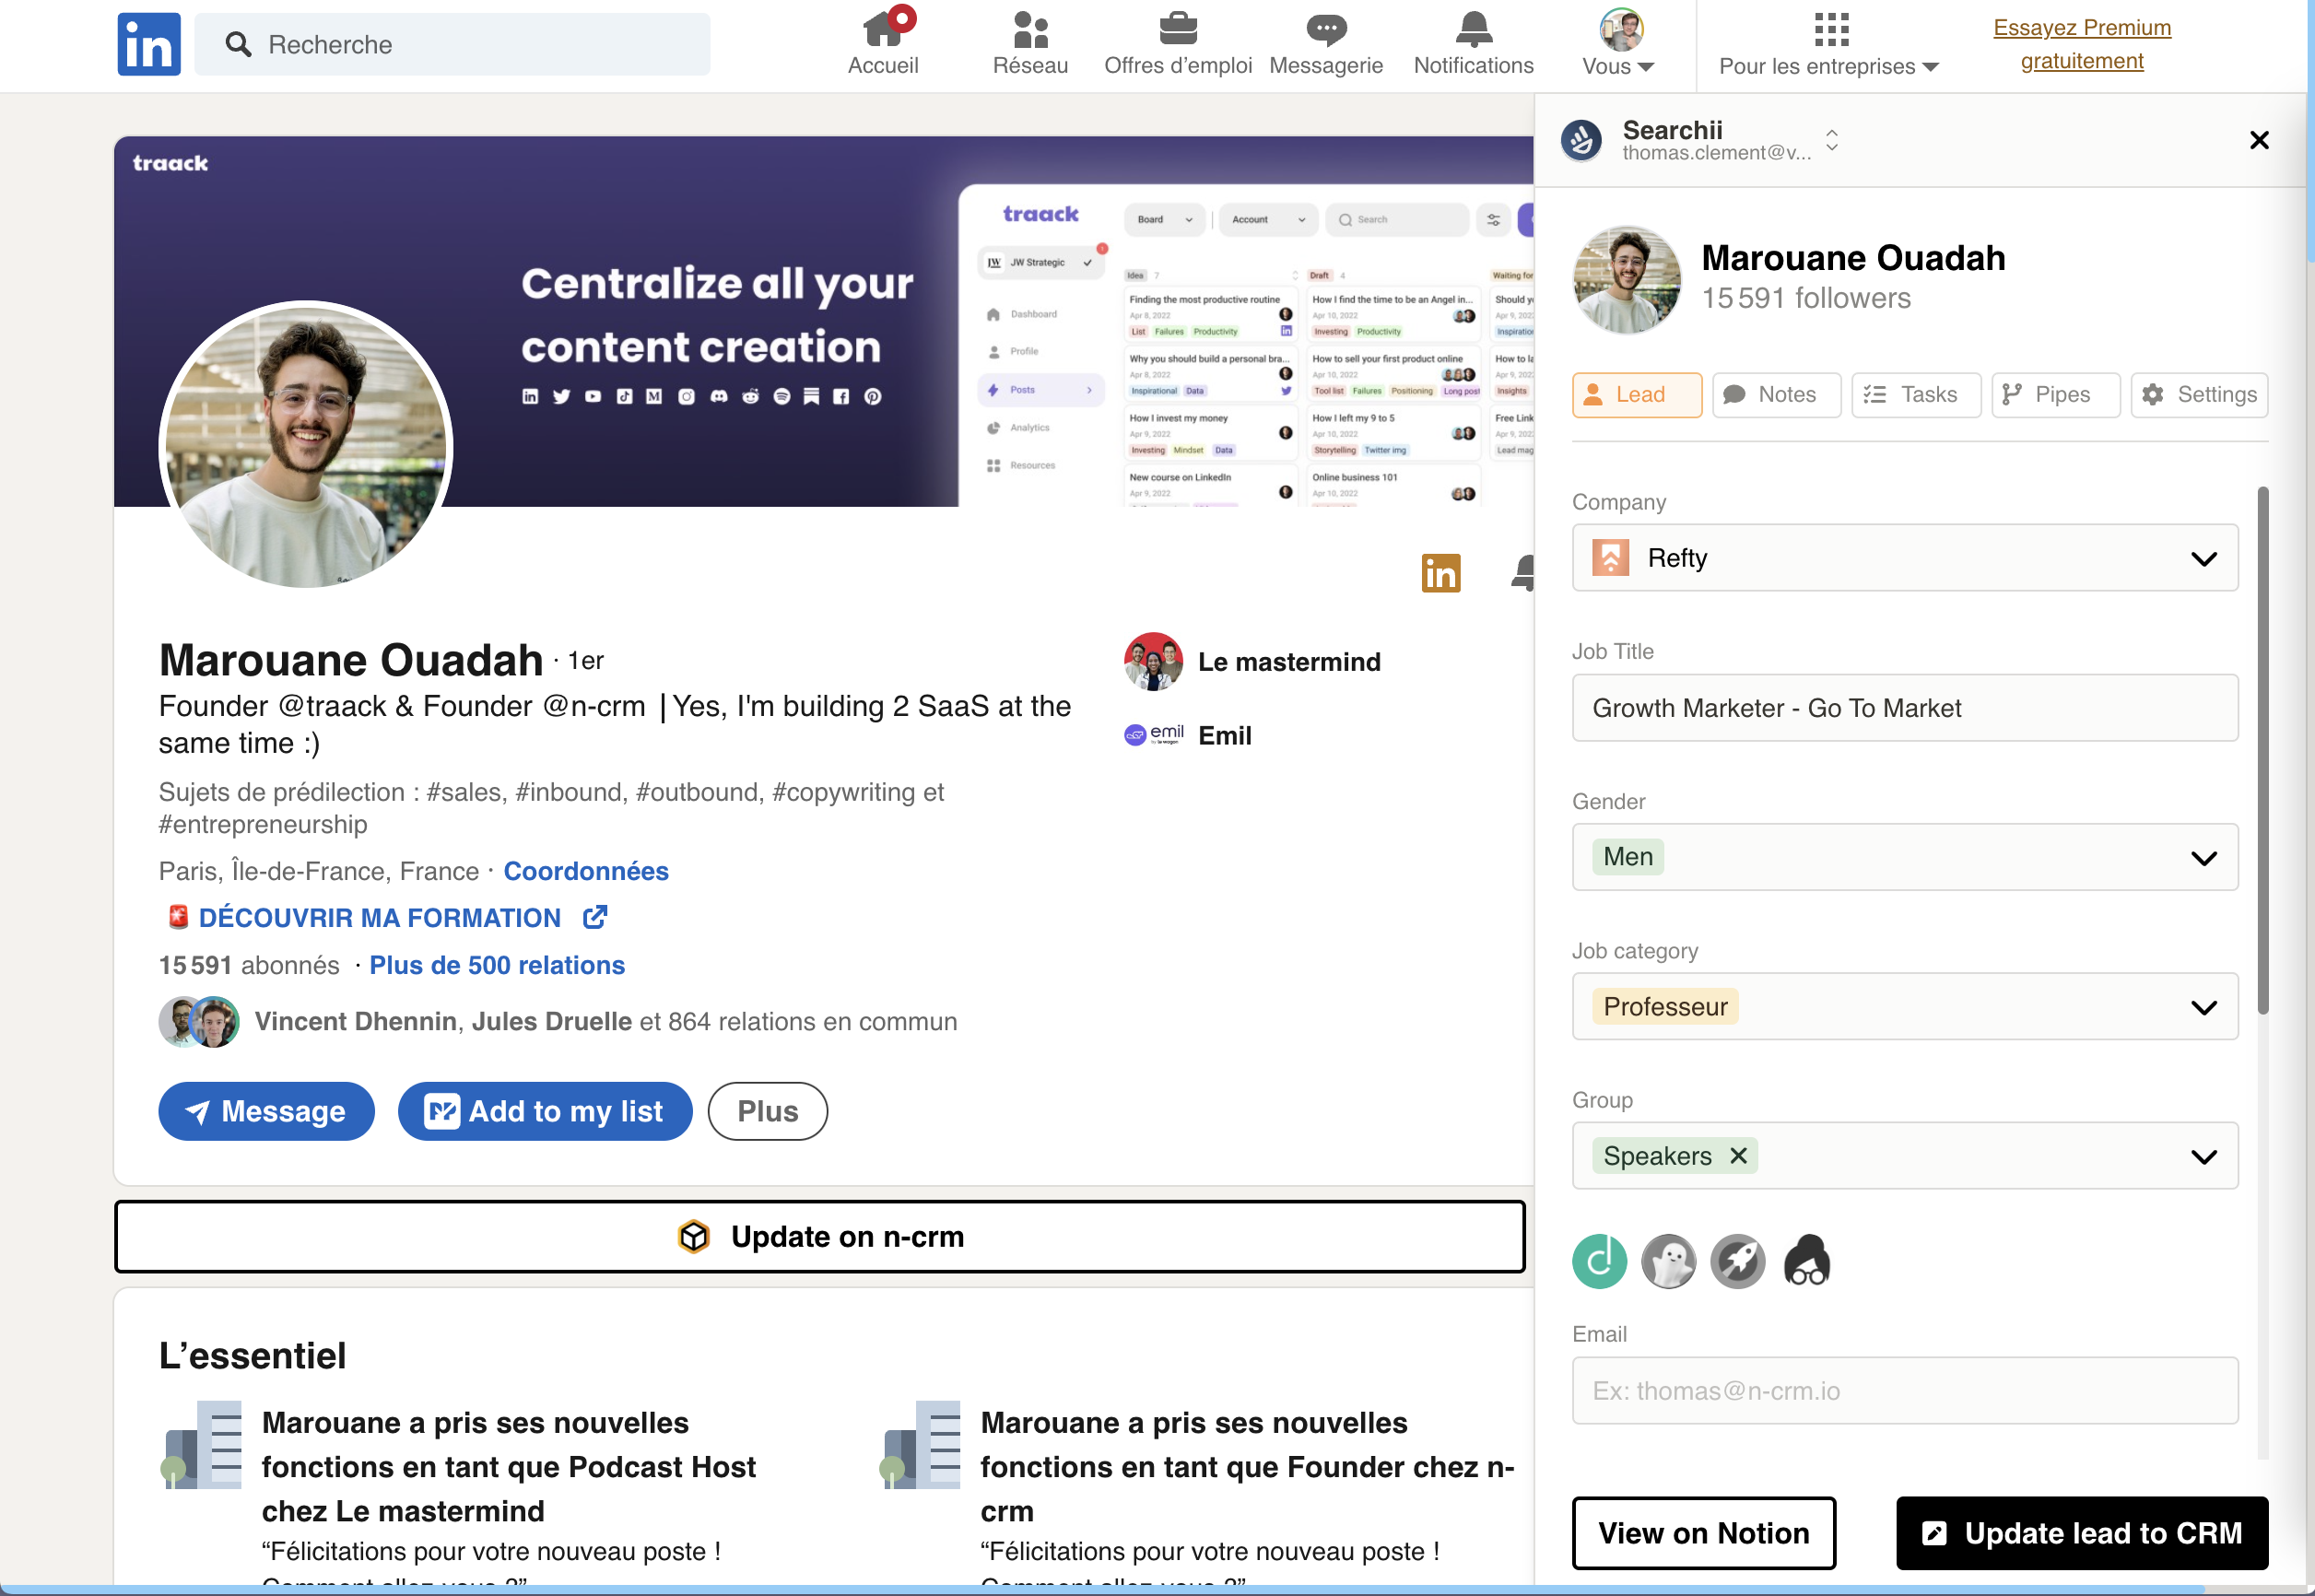 in
Recherche
Accueil
Réseau
Offres d’emploi
Messagerie
Notifications
Vous
Pour les entreprises
Essayez Premium
gratuitement
traack
Centralize all your
content creation
traack
Board
Account
Search
JW
JW Strategic
Dashboard
Profile
Posts
Analytics
Resources
Idea 7
Finding the most productive routine
Apr 8, 2022
List Failures Productivity
Why you should build a personal bra...
Apr 8, 2022
Inspirational Data
How I invest my money
Apr 9, 2022
Investing Mindset Data
New course on LinkedIn
Apr 9, 2022
Draft 4
How I find the time to be an Angel in...
Apr 10, 2022
Investing Productivity
How to sell your first product online
Apr 10, 2022
Tool list Failures Positioning Long post
How I left my 9 to 5
Apr 10, 2022
Storytelling Twitter img
Online business 101
Apr 10, 2022
Waiting for
Should
Apr 9, 202
How to
Apr 9, 202
Insights
Free Link
Apr 9, 202
Lead mag
in
Marouane Ouadah · 1er
Founder @traack & Founder @n-crm | Yes, I'm building 2 SaaS at the
same time :)
Sujets de prédilection : #sales, #inbound, #outbound, #copywriting et
#entrepreneurship
Paris, Île-de-France, France · Coordonnées
DÉCOUVRIR MA FORMATION
15 591 abonnés · Plus de 500 relations
Vincent Dhennin, Jules Druelle et 864 relations en commun
Message
Add to my list
Plus
Le mastermind
emil
Emil
Update on n-crm
L’essentiel
Marouane a pris ses nouvelles
fonctions en tant que Podcast Host
chez Le mastermind
“Félicitations pour votre nouveau poste !
Comment allez-vous ?”
Marouane a pris ses nouvelles
fonctions en tant que Founder chez n-
crm
“Félicitations pour votre nouveau poste !
Comment allez-vous ?”
Searchii
thomas.clement@v...
Marouane Ouadah
15 591 followers
Lead
Notes
Tasks
Pipes
Settings
Company
Refty
Job Title
Growth Marketer - Go To Market
Gender
Men
Job category
Professeur
Group
Speakers
Email
Ex: thomas@n-crm.io
View on Notion
Update lead to CRM